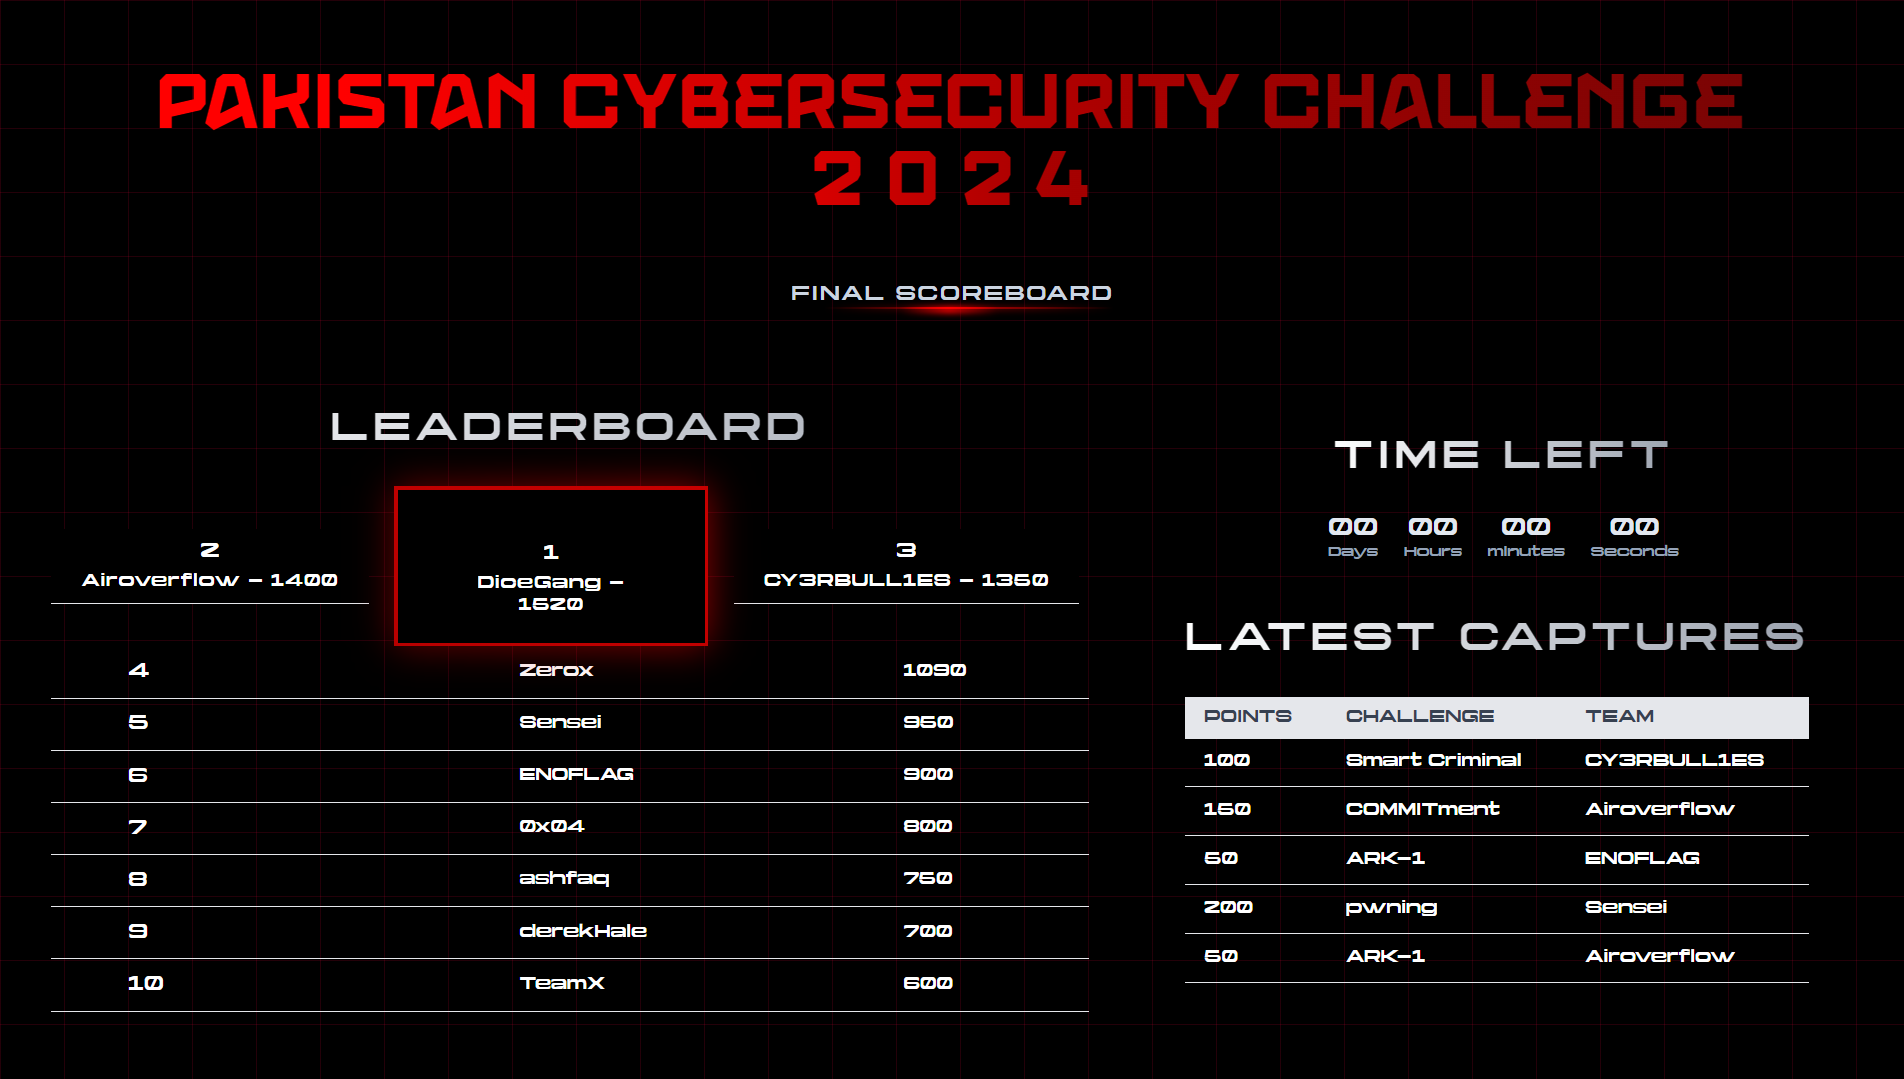 PAKISTAN CYBERSECURITY CHALLENGE
2024
FINAL SCOREBOARD
LEADERBOARD
2
Airoverflow - 1400
1
DioeGang -
1520
3
CY3RBULL1ES - 1350
4 Zerox 1090
5 Sensei 950
6 ENOFLAG 900
7 0x04 800
8 ashfaq 750
9 derekHale 700
10 TeamX 600
TIME LEFT
00 00 00 00
Days Hours minutes Seconds
LATEST CAPTURES
POINTS CHALLENGE TEAM
100 Smart Criminal CY3RBULL1ES
150 COMMITment Airoverflow
50 ARK-1 ENOFLAG
200 pwning Sensei
50 ARK-1 Airoverflow